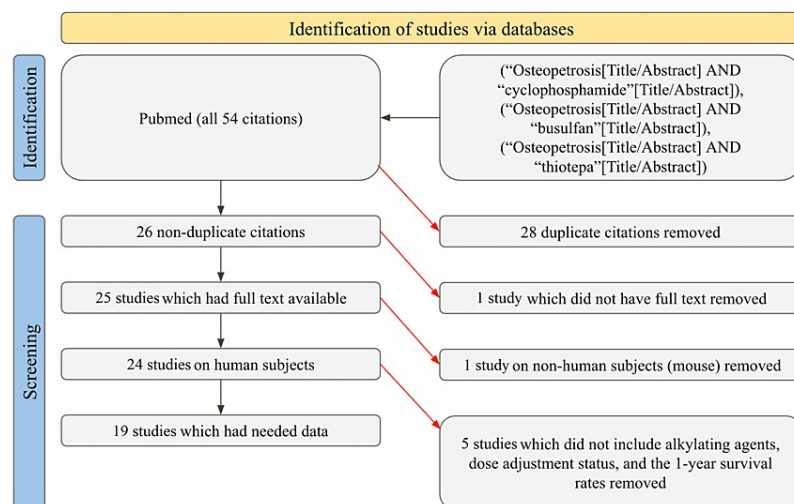 Identification of studies via databases
Identification
Pubmed (all 54 citations)
(“Osteopetrosis[Title/Abstract] AND
“cyclophosphamide”[Title/Abstract]),
(“Osteopetrosis[Title/Abstract] AND
“busulfan”[Title/Abstract]),
(“Osteopetrosis[Title/Abstract] AND
“thiotepa”[Title/Abstract])
Screening
26 non-duplicate citations
28 duplicate citations removed
25 studies which had full text available
1 study which did not have full text removed
24 studies on human subjects
1 study on non-human subjects (mouse) removed
19 studies which had needed data
5 studies which did not include alkylating agents,
dose adjustment status, and the 1-year survival
rates removed